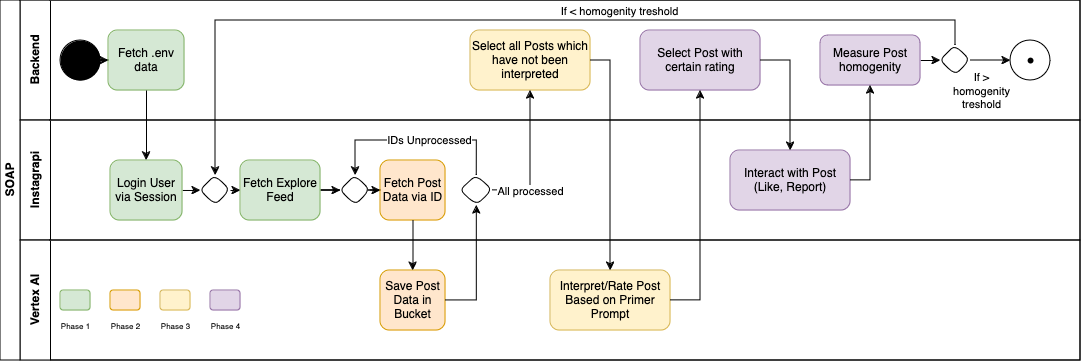 If < homogenity treshold
SOAP
Backend
Fetch .env
data
Select all Posts which
have not been
interpreted
Select Post with
certain rating
Measure Post
homogenity
If >
homogenity
treshold
Instagrapi
Login User
via Session
Fetch Explore
Feed
IDs Unprocessed
Fetch Post
Data via ID
All processed
Interact with Post
(Like, Report)
Vertex AI
Save Post
Data in
Bucket
Interpret/Rate Post
Based on Primer
Prompt
Phase 1
Phase 2
Phase 3
Phase 4